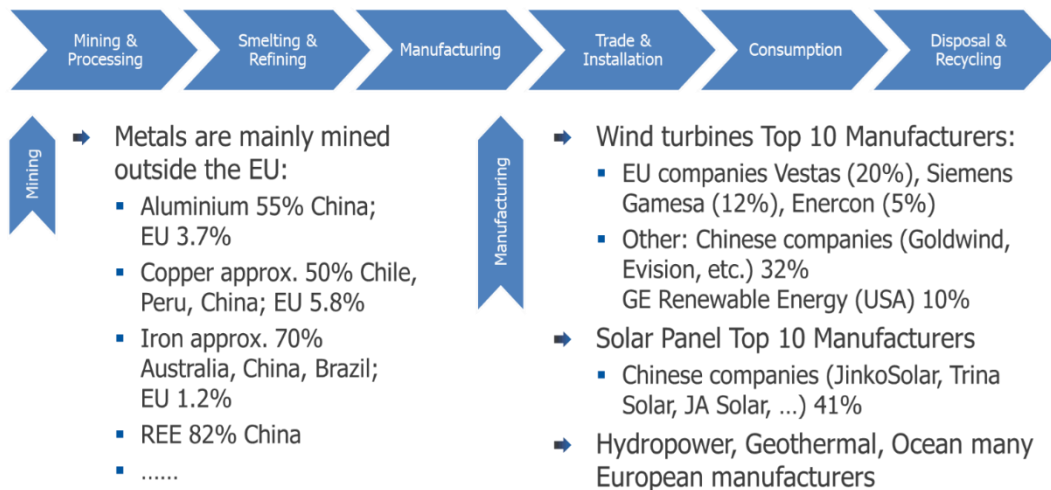 Mining &
Processing
Smelting &
Refining
Manufacturing
Trade &
Installation
Consumption
Disposal &
Recycling
Mining
Metals are mainly mined
outside the EU:
Aluminium 55% China;
EU 3.7%
Copper approx. 50% Chile,
Peru, China; EU 5.8%
Iron approx. 70%
Australia, China, Brazil;
EU 1.2%
REE 82% China
......
Manufacturing
Wind turbines Top 10 Manufacturers:
EU companies Vestas (20%), Siemens
Gamesa (12%), Enercon (5%)
Other: Chinese companies (Goldwind,
Evision, etc.) 32%
GE Renewable Energy (USA) 10%
Solar Panel Top 10 Manufacturers
Chinese companies (JinkoSolar, Trina
Solar, JA Solar, ...) 41%
Hydropower, Geothermal, Ocean many
European manufacturers